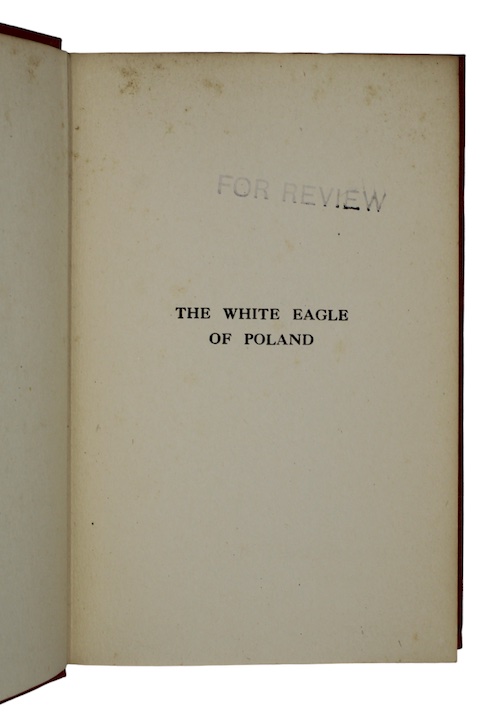 FOR REVIEW
THE WHITE EAGLE
OF POLAND